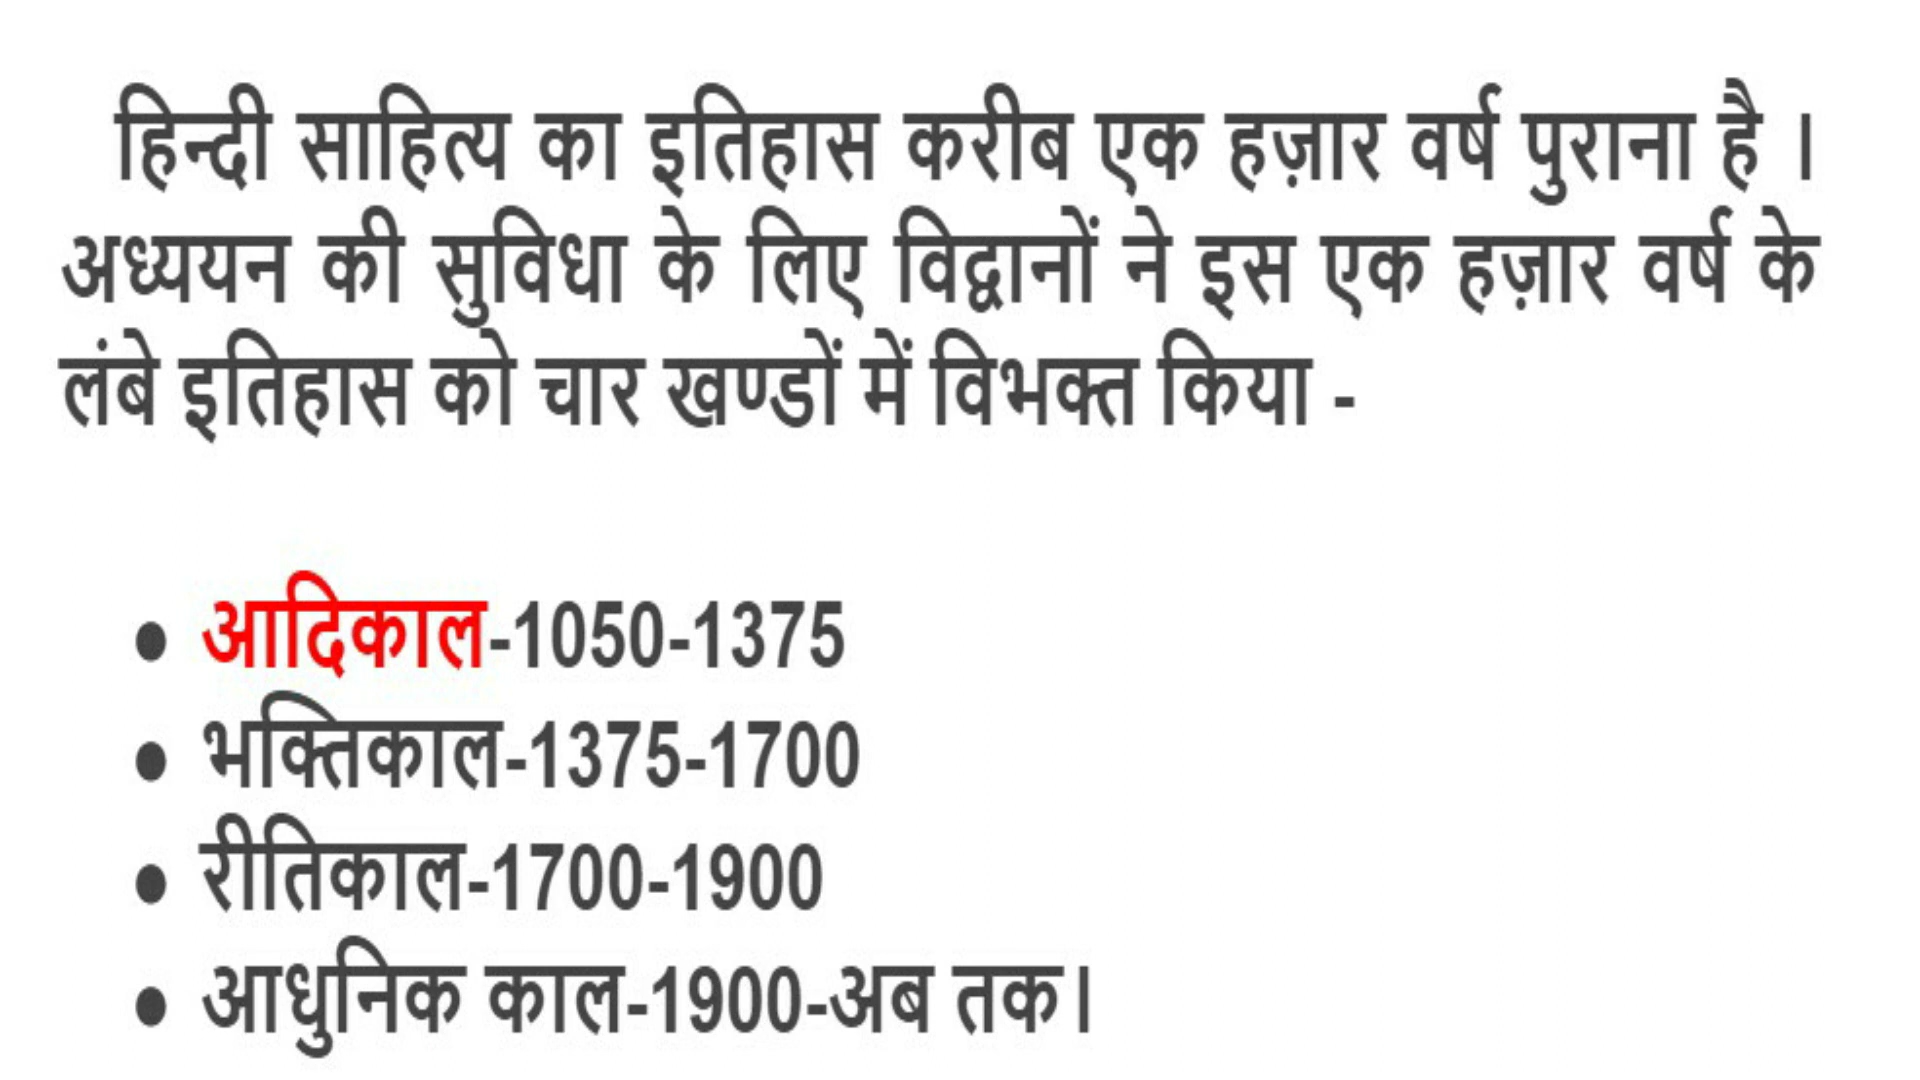 हिन्दी साहित्य का इतिहास करीब एक हज़ार वर्ष पुराना है ।
अध्ययन की सुविधा के लिए विद्वानों ने इस एक हज़ार वर्ष के
लंबे इतिहास को चार खण्डों में विभक्त किया -
● आदिकाल-1050-1375
● भक्तिकाल-1375-1700
● रीतिकाल-1700-1900
● आधुनिक काल-1900-अब तक।